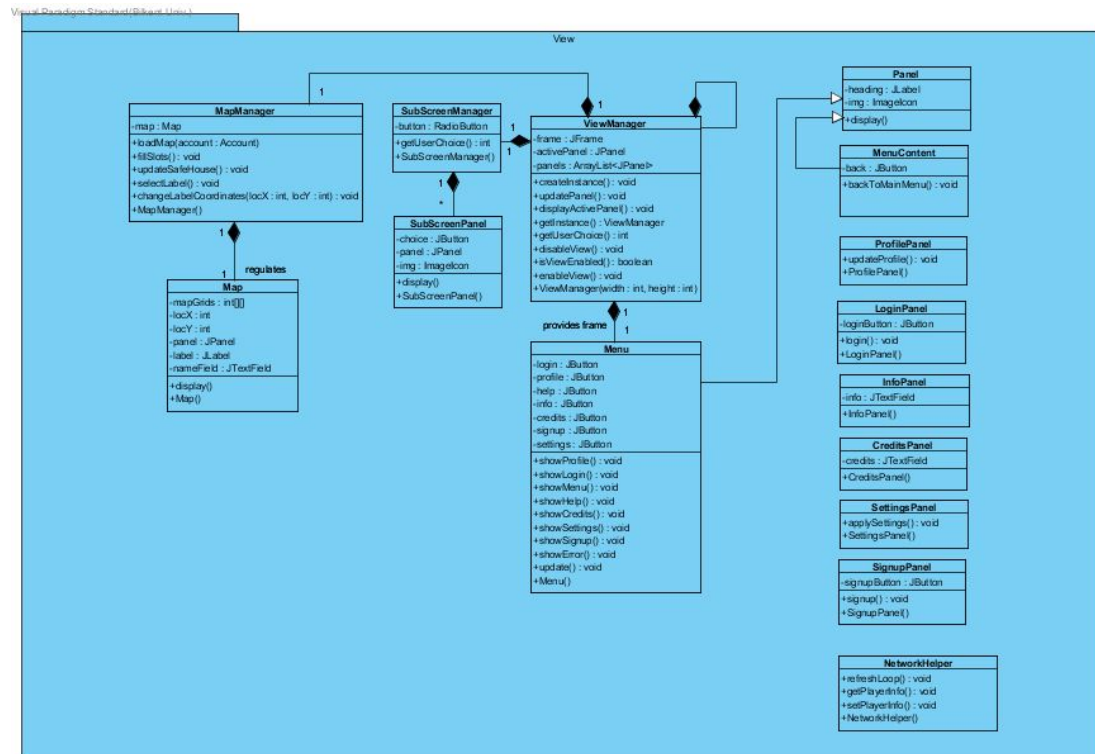 Visual Paradigm Standard(Bilkent Univ.)
View
1
1
MapManager
-map : Map
+loadMap(account : Account)
+fillSlots() : void
+updateSafeHouse() : void
+selectLabel() : void
+changeLabelCoordinates(locX : int, locY : int) : void
+MapManager()
1
1
regulates
Map
-mapGrids : int[][]
-locX : int
-locY : int
-panel : JPanel
-label : JLabel
-nameField : JTextField
+display()
+Map()
SubScreenManager
-button : RadioButton
+getUserChoice() : int
+SubScreenManager()
1
1
1
*
SubScreenPanel
-choice : JButton
-panel : JPanel
-img : ImageIcon
+display()
+SubScreenPanel()
ViewManager
-frame : JFrame
-activePanel : JPanel
-panels : ArrayList<JPanel>
+createInstance() : void
+updatePanel() : void
+displayActivePanel() : void
+getInstance() : ViewManager
+getUserChoice() : int
+disableView() : void
+isViewEnabled() : boolean
+enableView() : void
+ViewManager(width : int, height : int)
1
provides frame
1
Menu
-login : JButton
-profile : JButton
-help : JButton
-info : JButton
-credits : JButton
-signup : JButton
-settings : JButton
+showProfile() : void
+showLogin() : void
+showMenu() : void
+showHelp() : void
+showCredits() : void
+showSettings() : void
+showSignup() : void
+showError() : void
+update() : void
+Menu()
Panel
-heading : JLabel
-img : ImageIcon
+display()
MenuContent
-back : JButton
+backToMainMenu() : void
ProfilePanel
+updateProfile() : void
+ProfilePanel()
LoginPanel
-loginButton : JButton
+login() : void
+LoginPanel()
InfoPanel
-info : JTextField
+InfoPanel()
CreditsPanel
-credits : JTextField
+CreditsPanel()
SettingsPanel
+applySettings() : void
+SettingsPanel()
SignupPanel
-signupButton : JButton
+signup() : void
+SignupPanel()
NetworkHelper
+refreshLoop() : void
+getPlayerInfo() : void
+setPlayerInfo() : void
+NetworkHelper()